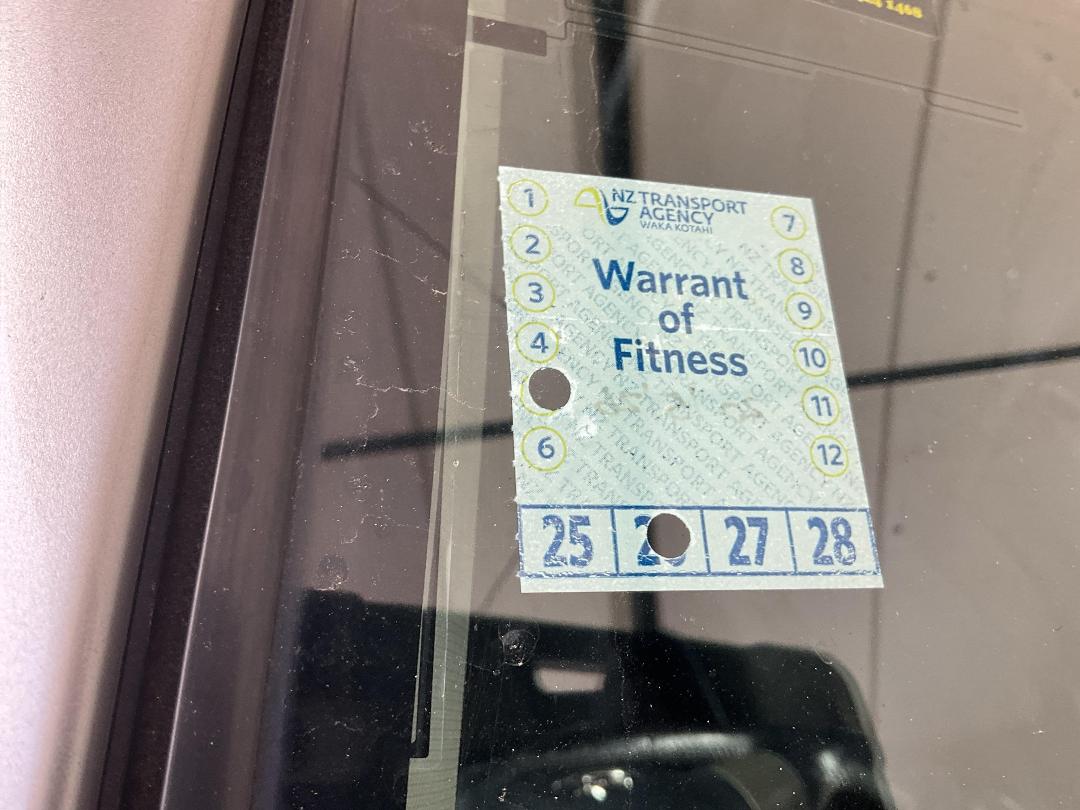 1468
NZ TRANSPORT
AGENCY
WAKA KOTAHI
Warrant
of
Fitness
1
2
3
4
6
7
8
9
10
11
12
25
27
28